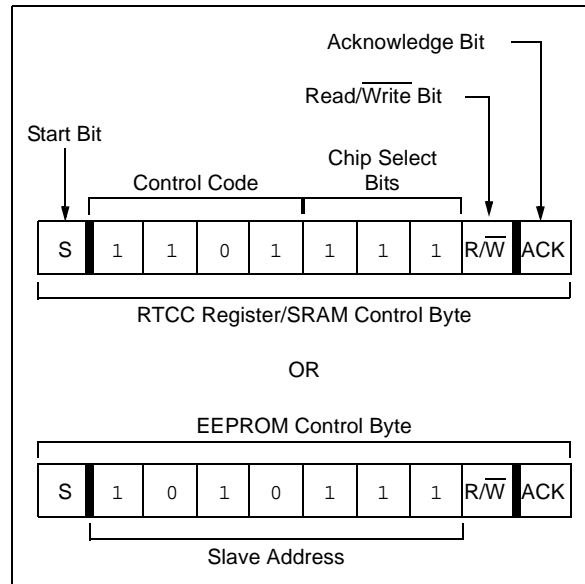 Acknowledge Bit
Read/Write Bit
Start Bit
Chip Select
Bits
Control Code
S 1 1 0 1 1 1 1 R/W ACK
RTCC Register/SRAM Control Byte
OR
EEPROM Control Byte
S 1 0 1 0 1 1 1 R/W ACK
Slave Address